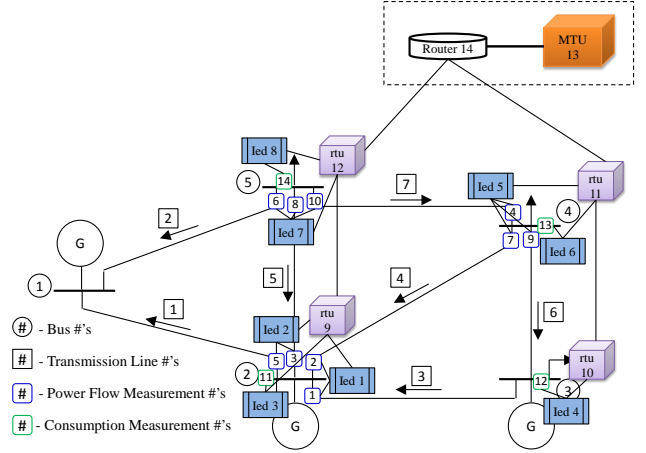 MTU
13
Router 14
Ied 8
rtu
12
14
5
6
8
10
7
Ied 5
rtu
11
4
13
4
7
9
Ied 6
Ied 7
2
G
1
5
4
6
1
Ied 2
rtu
9
5
3
2
2
11
Ied 1
3
12
rtu
10
3
Ied 3
1
Ied 4
G
G
# - Bus #'s
# - Transmission Line #'s
# - Power Flow Measurement #'s
# - Consumption Measurement #'s